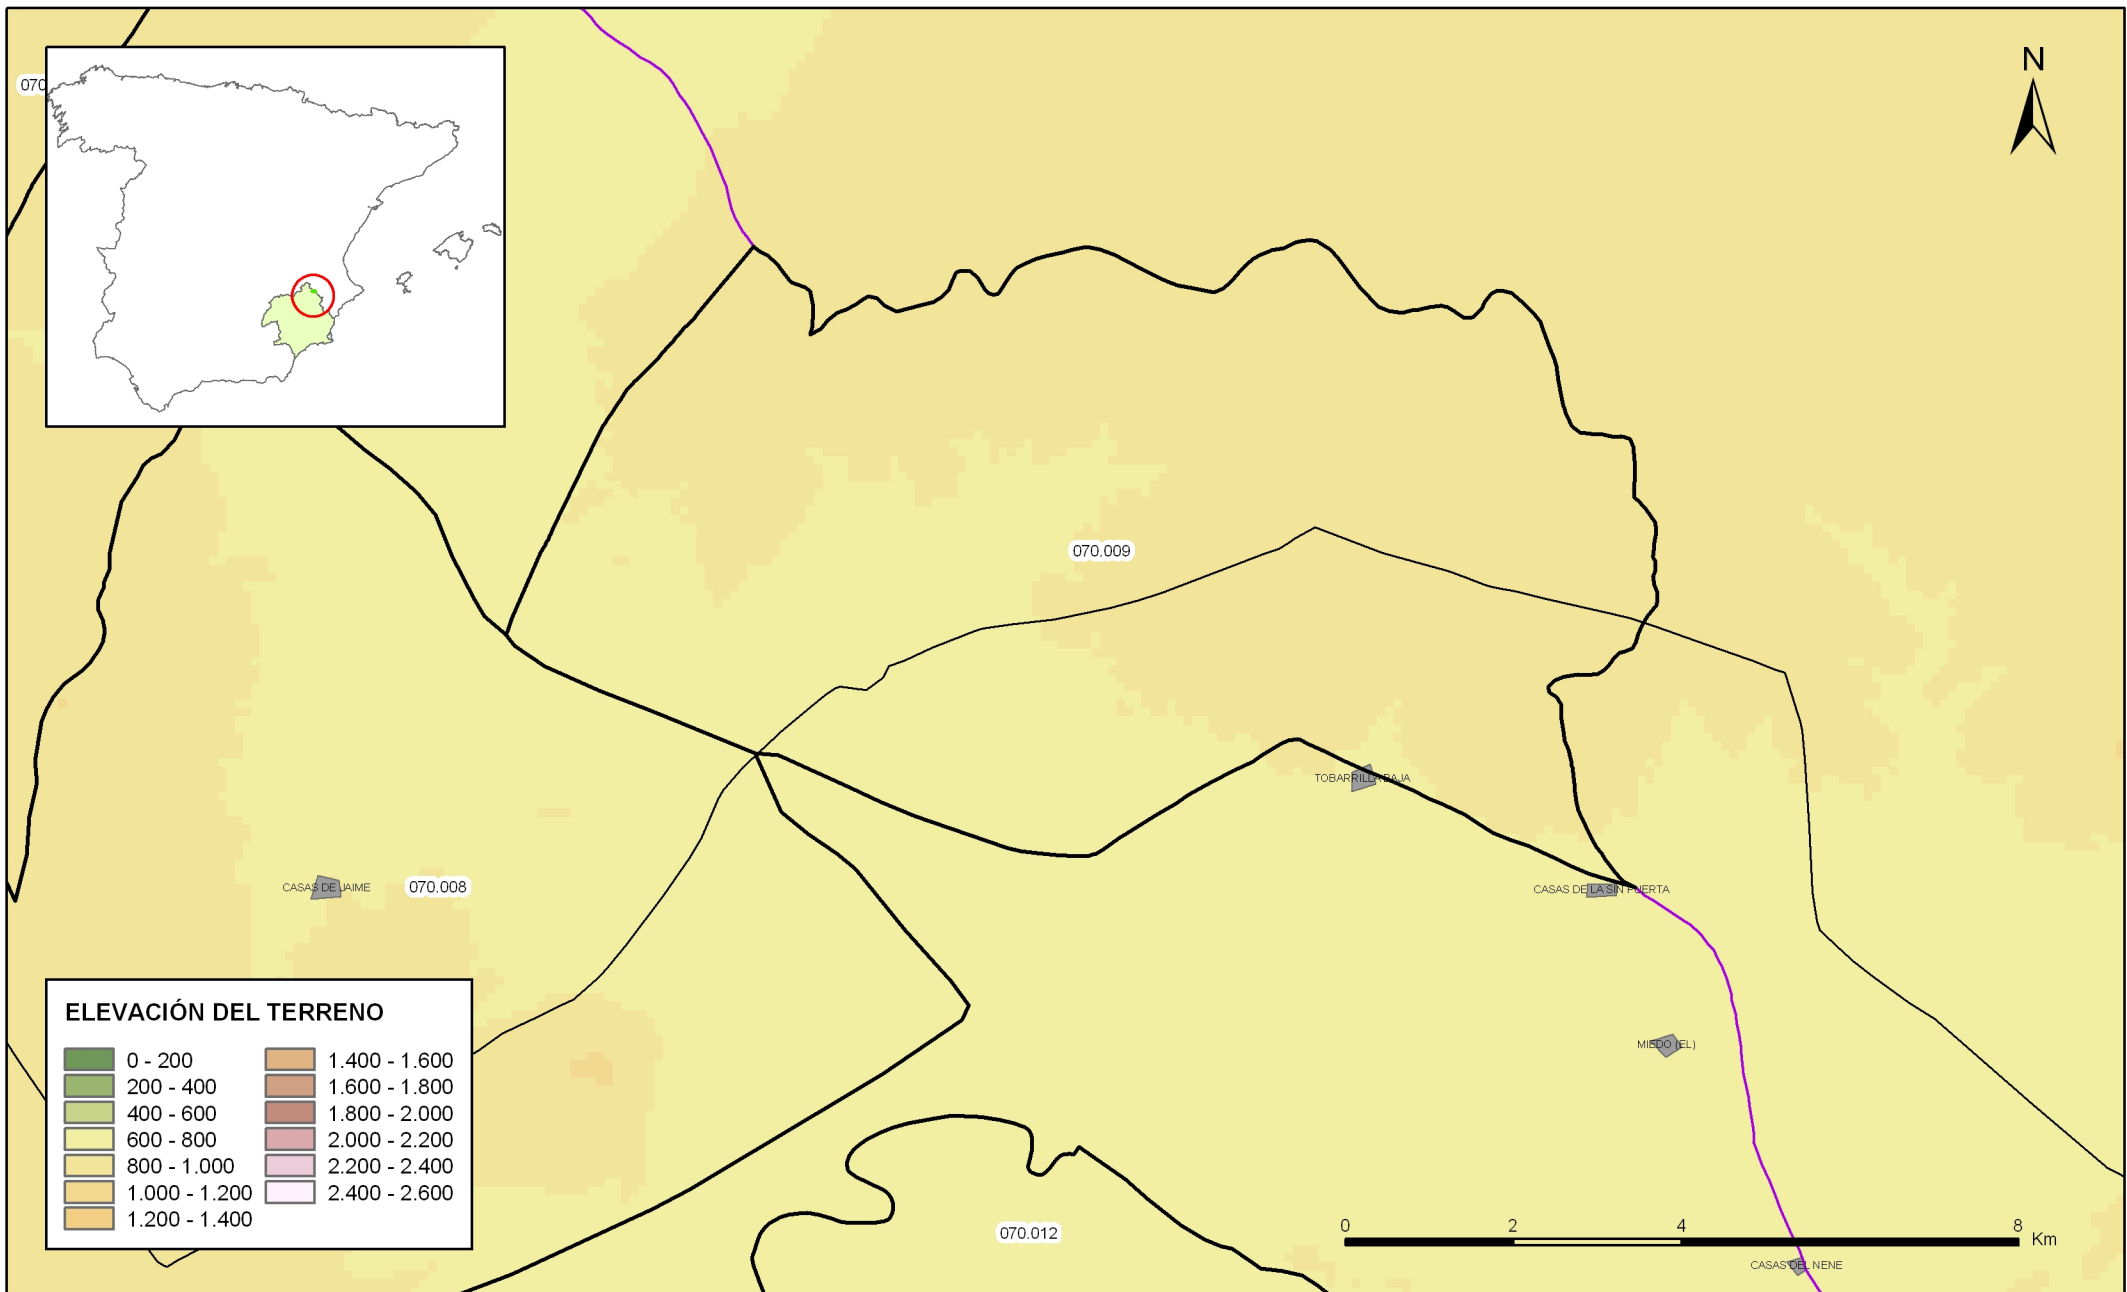 N
070
070.009
TOBARRILLA BAJA
CASAS DE JAIME
070.008
CASAS DE LA SIN PUERTA
MIEDO (EL)
ELEVACIÓN DEL TERRENO
0 - 200
200 - 400
400 - 600
600 - 800
800 - 1.000
1.000 - 1.200
1.200 - 1.400
1.400 - 1.600
1.600 - 1.800
1.800 - 2.000
2.000 - 2.200
2.200 - 2.400
2.400 - 2.600
070.012
0 2 4 8
Km
CASAS DEL NENE